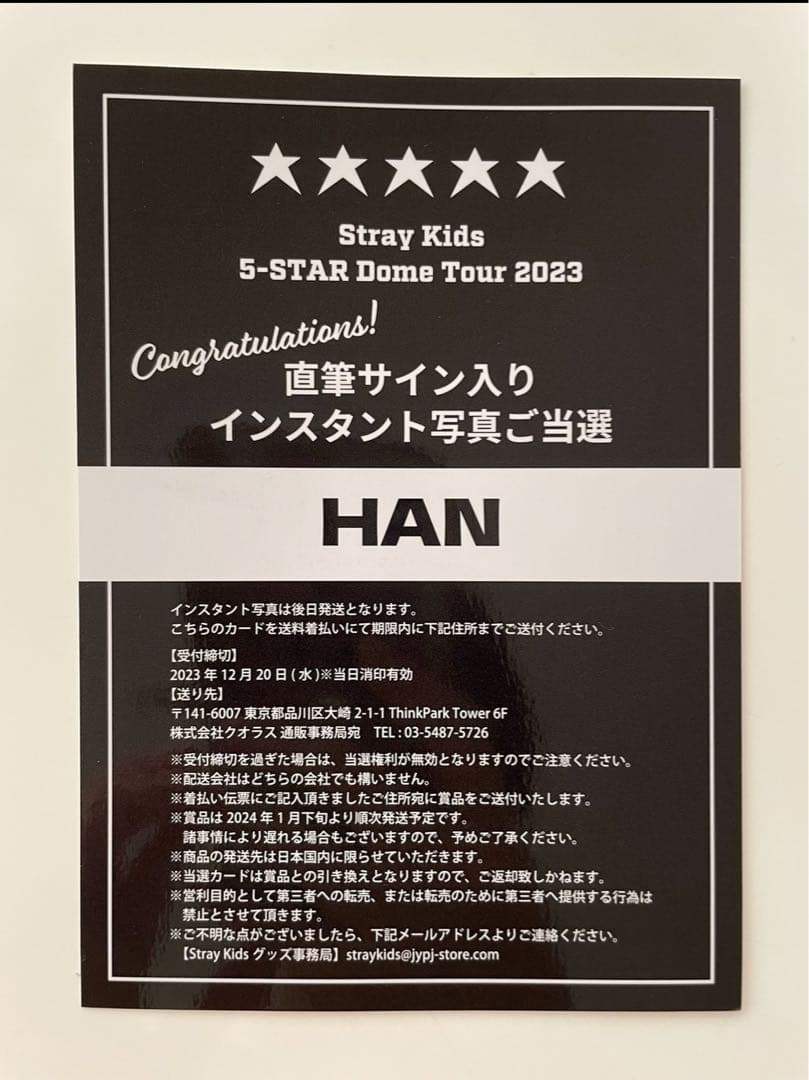 Stray Kids
5-STAR Dome Tour 2023
Congratulations!
直筆サイン入り
インスタント写真ご当選
HAN
インスタント写真は後日発送となります。
こちらのカードを送料着払いにて期限内に下記住所までご送付ください。
【受付締切】
2023 年 12 月 20 日 ( 水 )※当日消印有効
【送り先】
〒141-6007 東京都品川区大崎 2-1-1 ThinkPark Tower 6F
株式会社クオラス 通販事務局宛 TEL : 03-5487-5726
※受付締切を過ぎた場合は、当選権利が無効となりますのでご注意ください。
※配送会社はどちらの会社でも構いません。
※着払い伝票にご記入頂きましたご住所宛に賞品をご送付いたします。
※賞品は 2024 年 1 月下旬より順次発送予定です。
諸事情により遅れる場合もございますので、予めご了承ください。
※商品の発送先は日本国内に限らせていただきます。
※当選カードは賞品との引き換えとなりますので、ご返却致しかねます。
※営利目的として第三者への転売、または転売のために第三者へ提供する行為は
禁止とさせて頂きます。
※ご不明な点がございましたら、下記メールアドレスよりご連絡ください。
【Stray Kids グッズ事務局】straykids@jypj-store.com